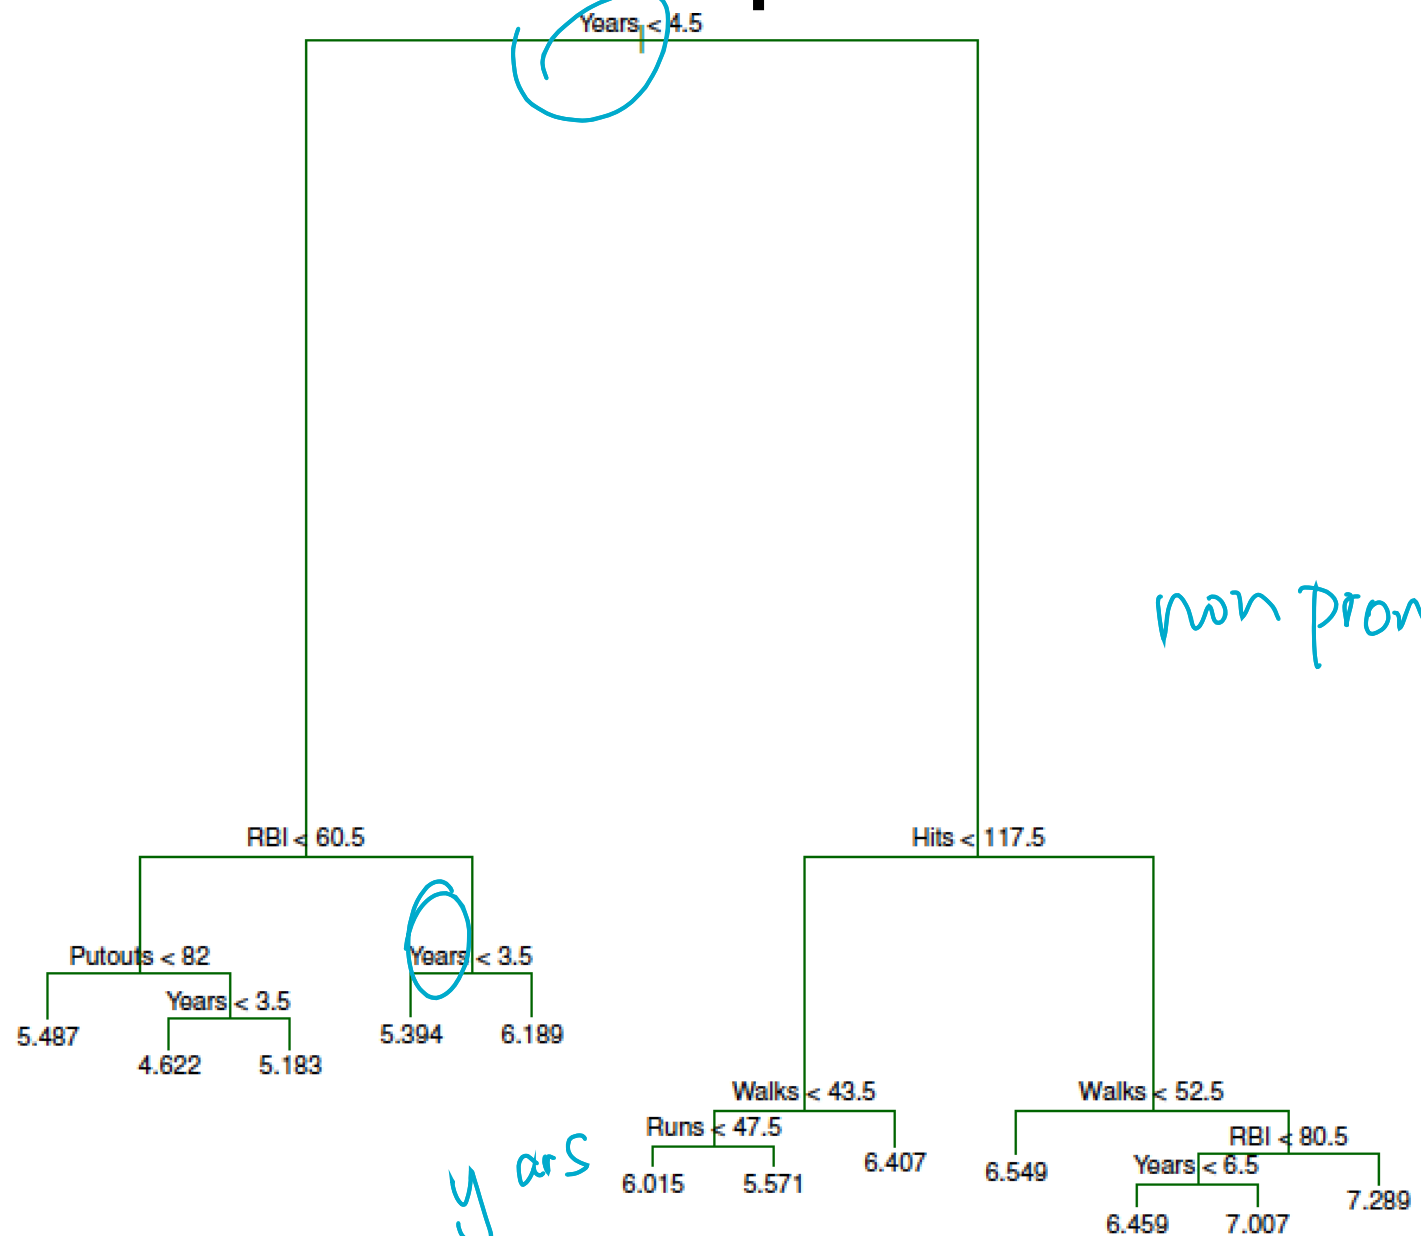 Years < 4.5
non
RBI < 60.5
Hits < 117.5
Putouts < 82
Years < 3.5
Years < 3.5
5.487
4.622
5.183
5.394
6.189
Walks < 43.5
Walks < 52.5
Runs < 47.5
RBI < 80.5
Years < 6.5
6.015
5.571
6.407
6.549
6.459
7.007
7.289
yars